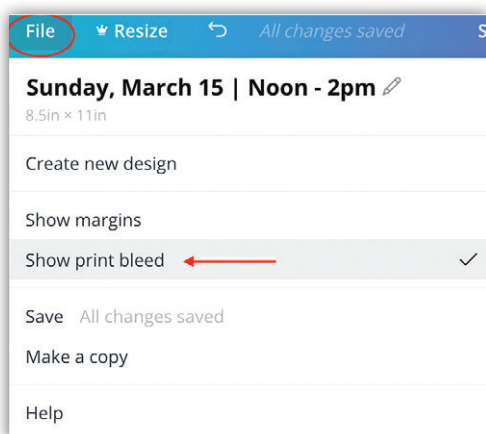 File Resize All changes saved S
Sunday, March 15 | Noon - 2pm
8.5in × 11in
Create new design
Show margins
Show print bleed
Save All changes saved
Make a copy
Help